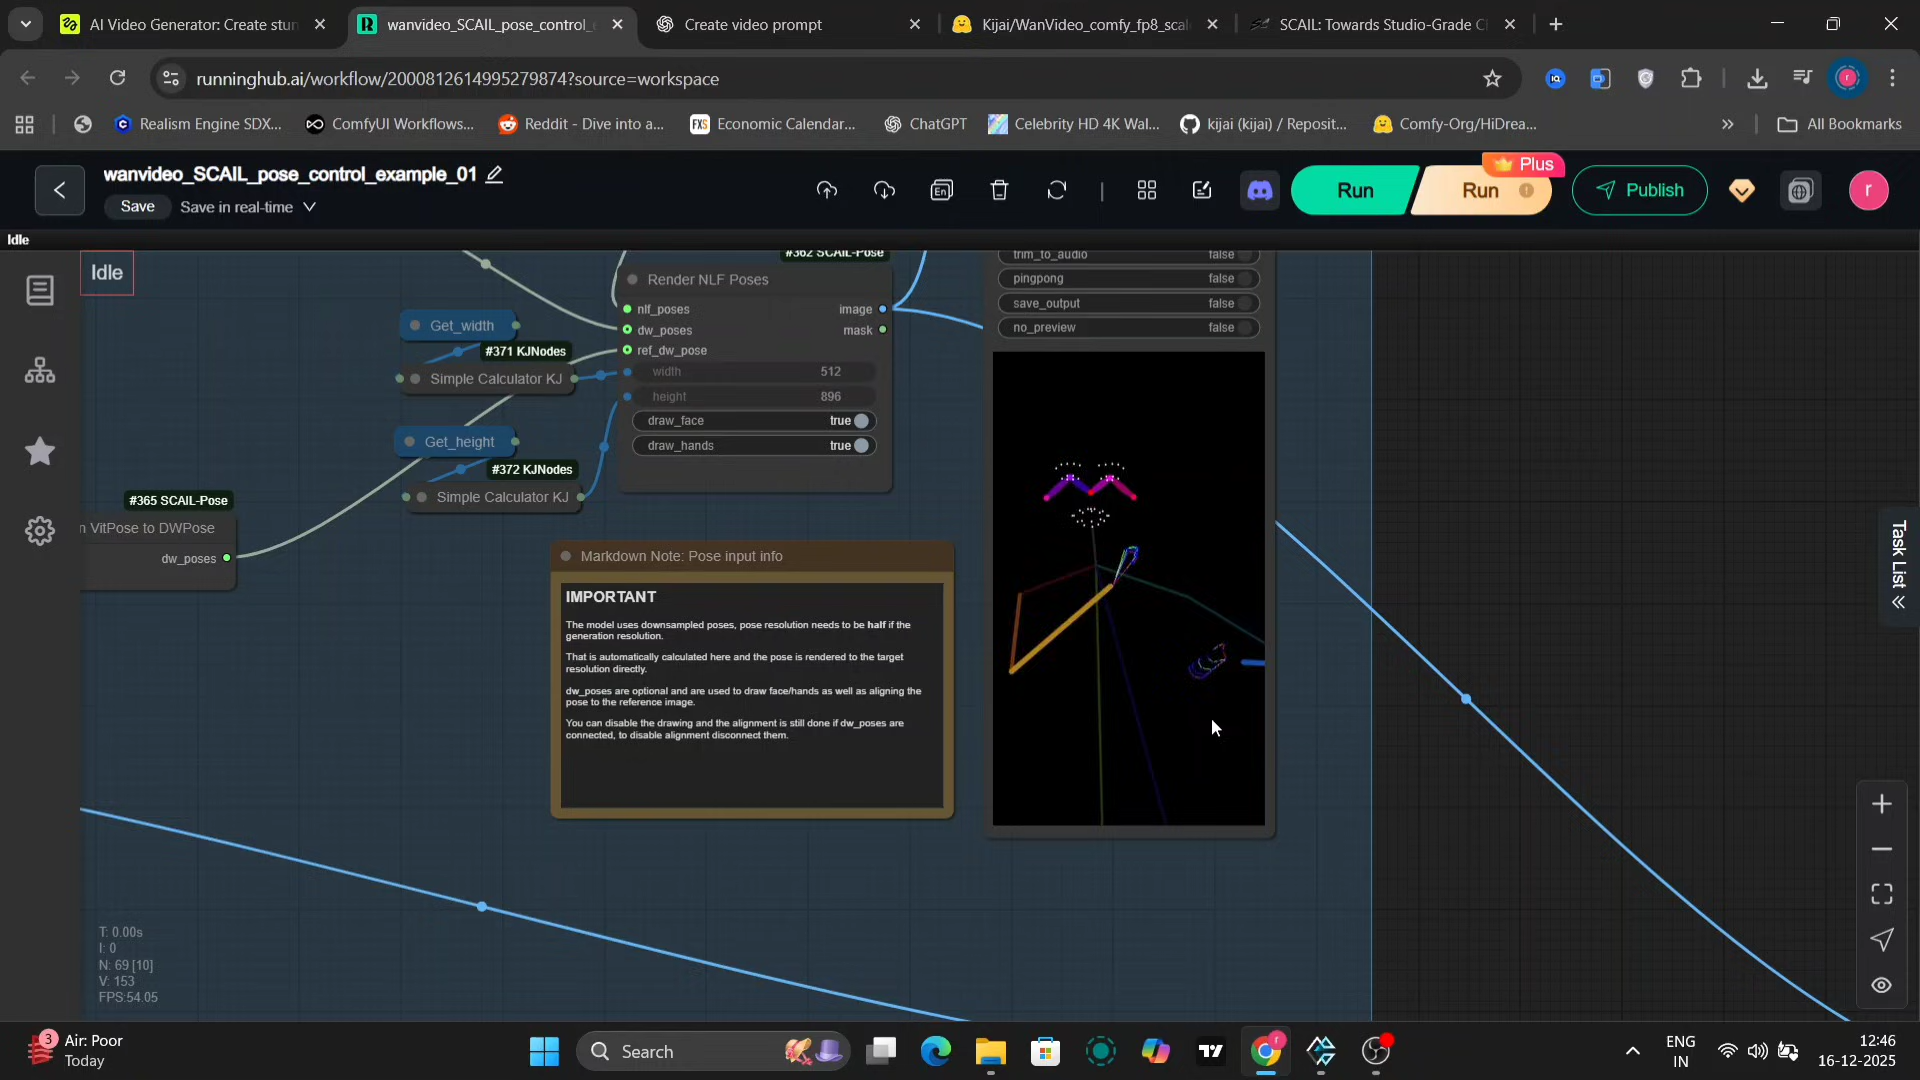 AI Video Generator: Create stun
wanvideo_SCAIL_pose_control_
Create video prompt
Kijai/WanVideo_comfy_fp8_scal
SCAIL: Towards Studio-Grade C
runninghub.ai/workflow/2000812614995279874?source=workspace
Realism Engine SDX...
ComfyUI Workflows...
Reddit - Dive into a...
FXS
Economic Calendar...
ChatGPT
Celebrity HD 4K Wal...
kijai (kijai) / Reposit...
Comfy-Org/HiDrea...
All Bookmarks
wanvideo_SCAIL_pose_control_example_01
Save
Save in real-time
En
Run
Run
Plus
Publish
r
Idle
Idle
#362 SCAIL-Pose
Render NLF Poses
nlf_poses
image
dw_poses
mask
ref_dw_pose
width 512
height 896
draw_face true
draw_hands true
Get_width
#371 KJNodes
Simple Calculator KJ
Get_height
#372 KJNodes
Simple Calculator KJ
#365 SCAIL-Pose
n VitPose to DWPose
dw_poses
trim_to_audio false
pingpong false
save_output false
no_preview false
Markdown Note: Pose input info
IMPORTANT
The model uses downsampled poses, pose resolution needs to be half if the
generation resolution.
That is automatically calculated here and the pose is rendered to the target
resolution directly.
dw_poses are optional and are used to draw face/hands as well as aligning the
pose to the reference image.
You can disable the drawing and the alignment is still done if dw_poses are
connected, to disable alignment disconnect them.
Task List
T: 0.00s
I: 0
N: 69 [10]
V: 153
FPS:54.05
3
Air: Poor
Today
Search
ENG
IN
12:46
16-12-2025